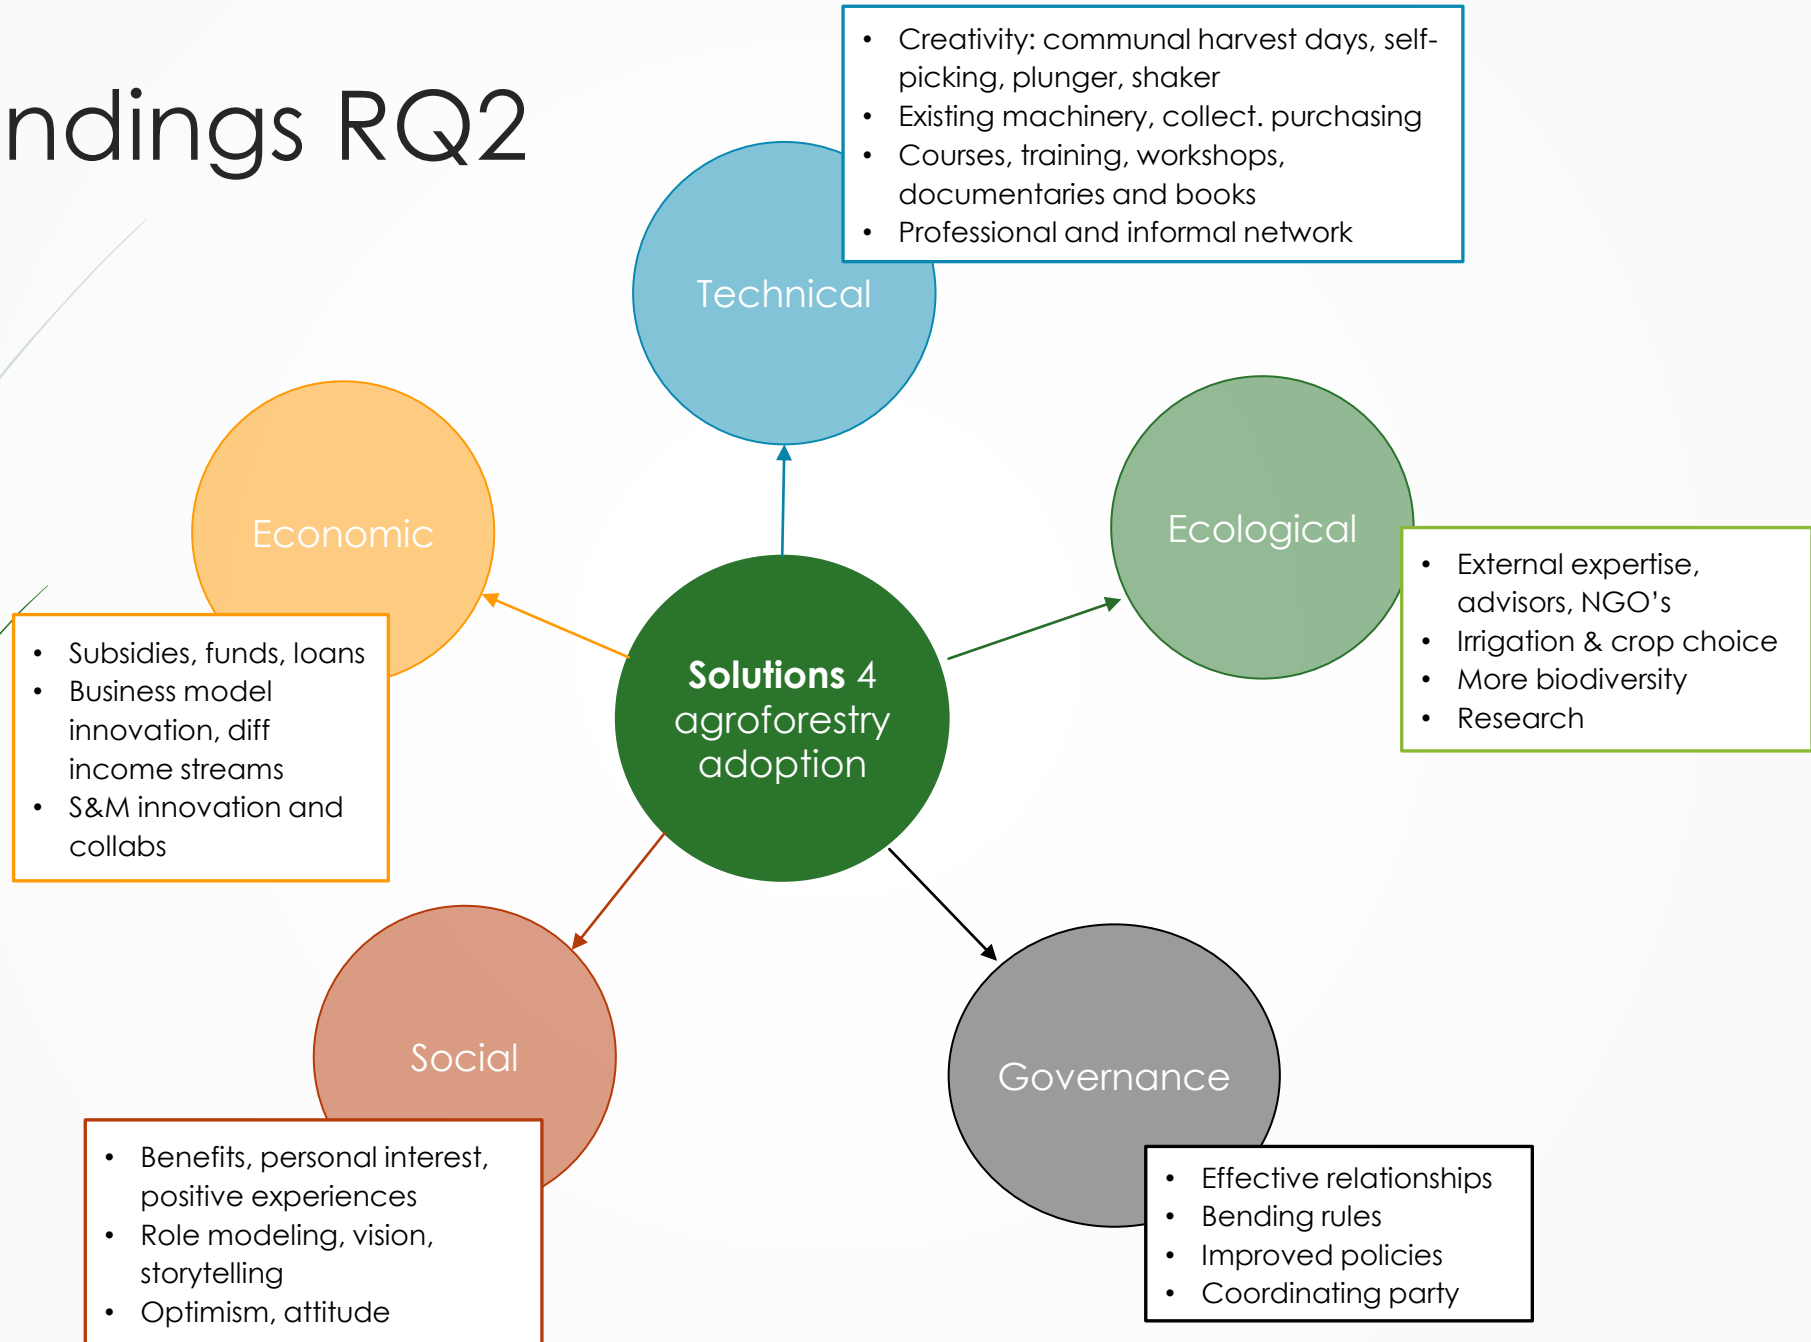 ndings RQ2
• Creativity: communal harvest days, self-
picking, plunger, shaker
• Existing machinery, collect. purchasing
• Courses, training, workshops,
documentaries and books
• Professional and informal network
Technical
Economic
• Subsidies, funds, loans
• Business model
innovation, diff
income streams
• S&M innovation and
collabs
Ecological
• External expertise,
advisors, NGO’s
• Irrigation & crop choice
• More biodiversity
• Research
Solutions 4
agroforestry
adoption
Social
• Benefits, personal interest,
positive experiences
• Role modeling, vision,
storytelling
• Optimism, attitude
Governance
• Effective relationships
• Bending rules
• Improved policies
• Coordinating party